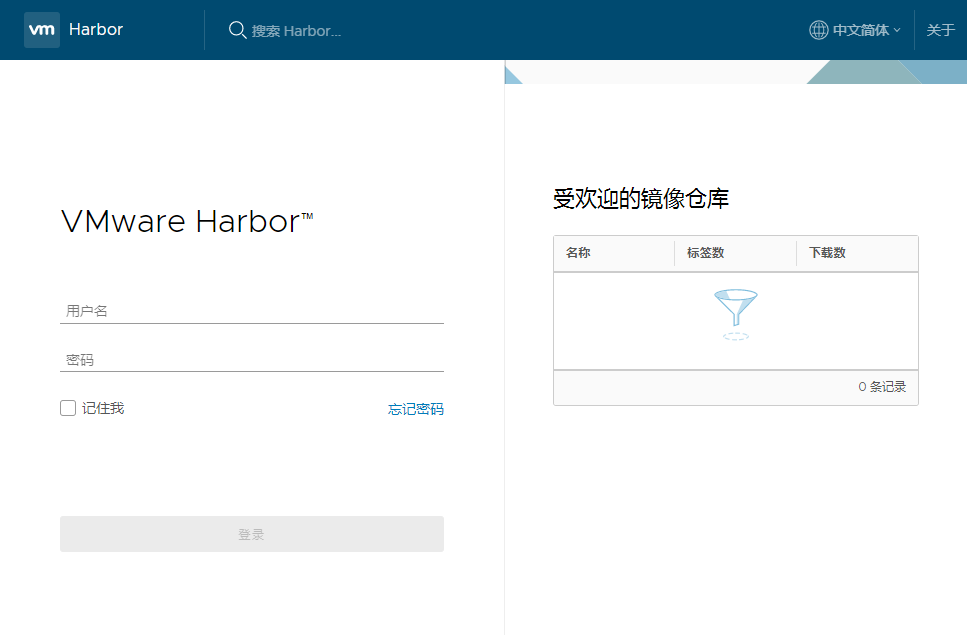 vm Harbor 搜索 Harbor... 中文简体 关于
VMware Harbor™
用户名
密码
记住我 忘记密码
登录
受欢迎的镜像仓库
名称 标签数 下载数
0 条记录